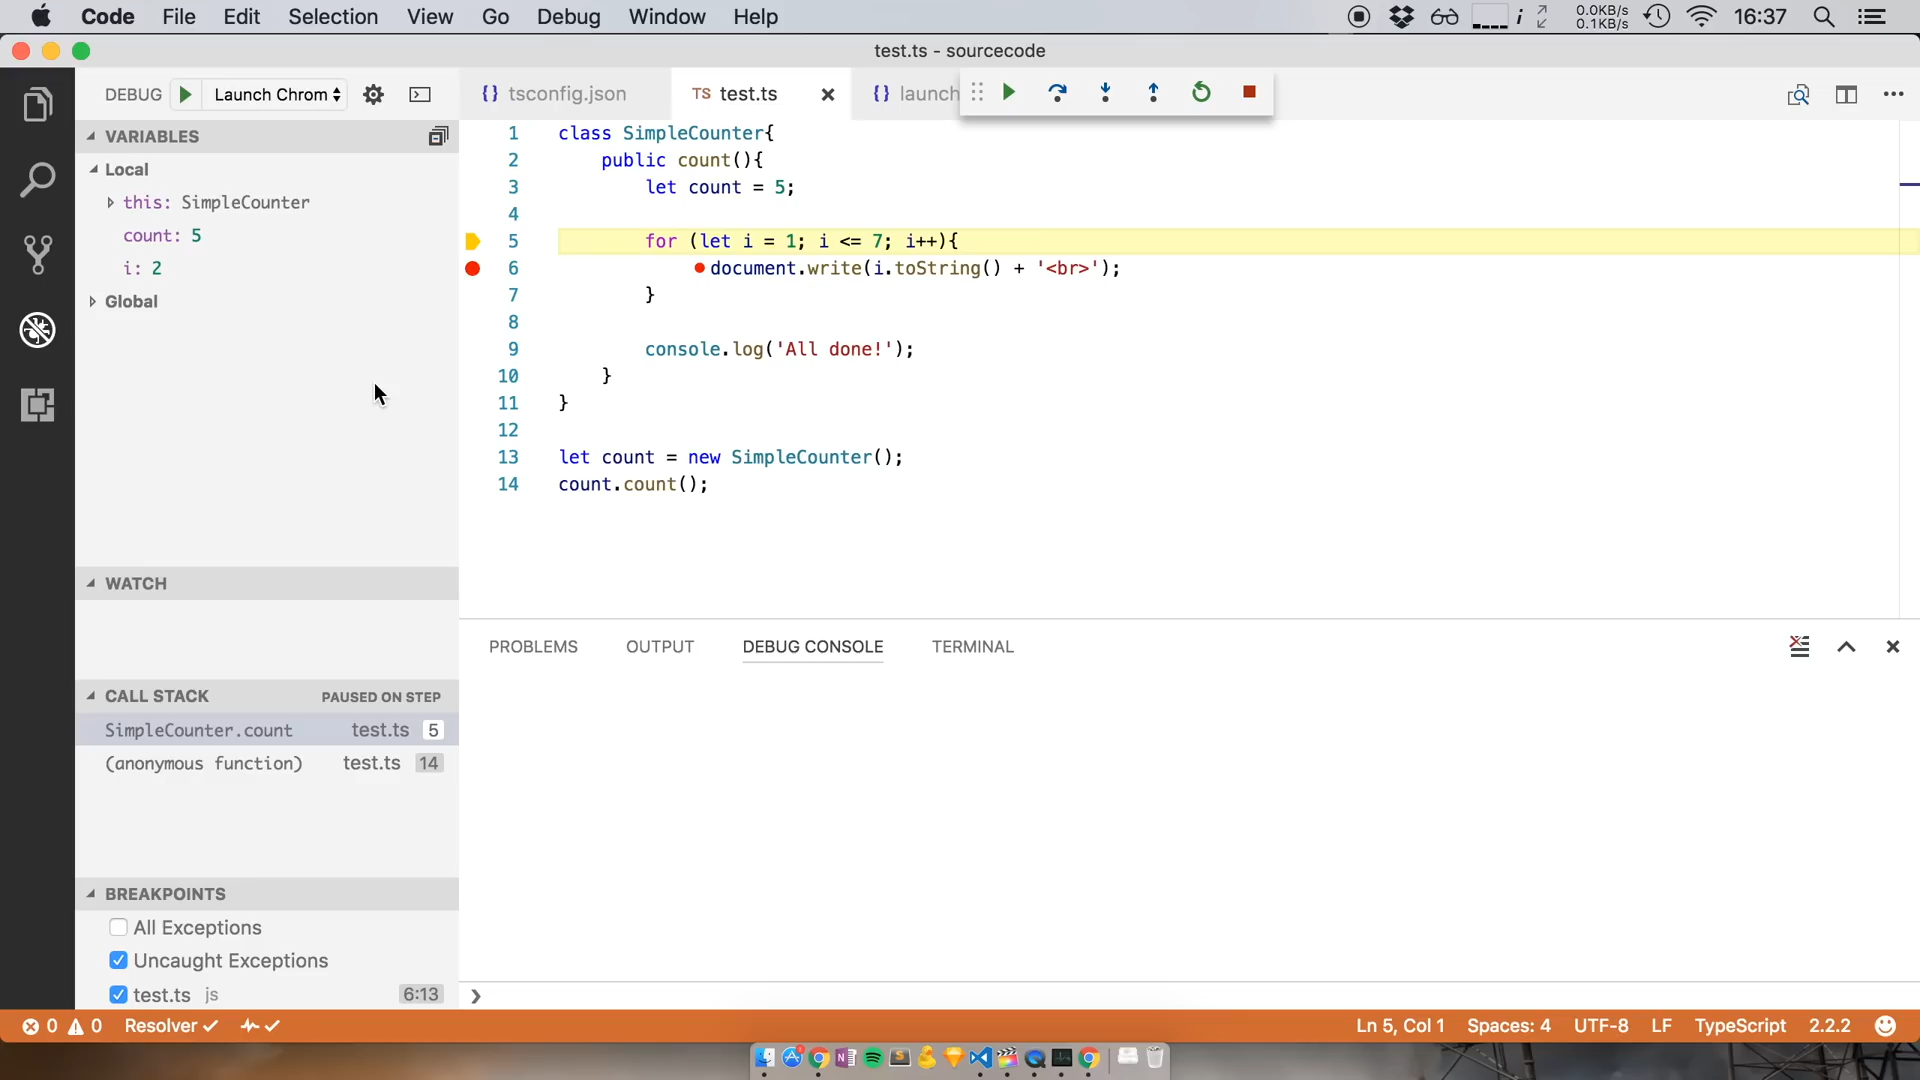 Code File Edit Selection View Go Debug Window Help
0.0KB/s
0.1KB/s
16:37
test.ts - sourcecode
DEBUG Launch Chrom
{} tsconfig.json
TS test.ts
{} launch
VARIABLES
Local
this: SimpleCounter
count: 5
i: 2
Global
WATCH
CALL STACK PAUSED ON STEP
SimpleCounter.count test.ts 5
(anonymous function) test.ts 14
BREAKPOINTS
All Exceptions
Uncaught Exceptions
test.ts js 6:13
1 class SimpleCounter{
2 public count(){
3 let count = 5;
4
5 for (let i = 1; i <= 7; i++){
6 document.write(i.toString() + '<br>');
7 }
8
9 console.log('All done!');
10 }
11 }
12
13 let count = new SimpleCounter();
14 count.count();
PROBLEMS OUTPUT DEBUG CONSOLE TERMINAL
0 0 Resolver
Ln 5, Col 1 Spaces: 4 UTF-8 LF TypeScript 2.2.2